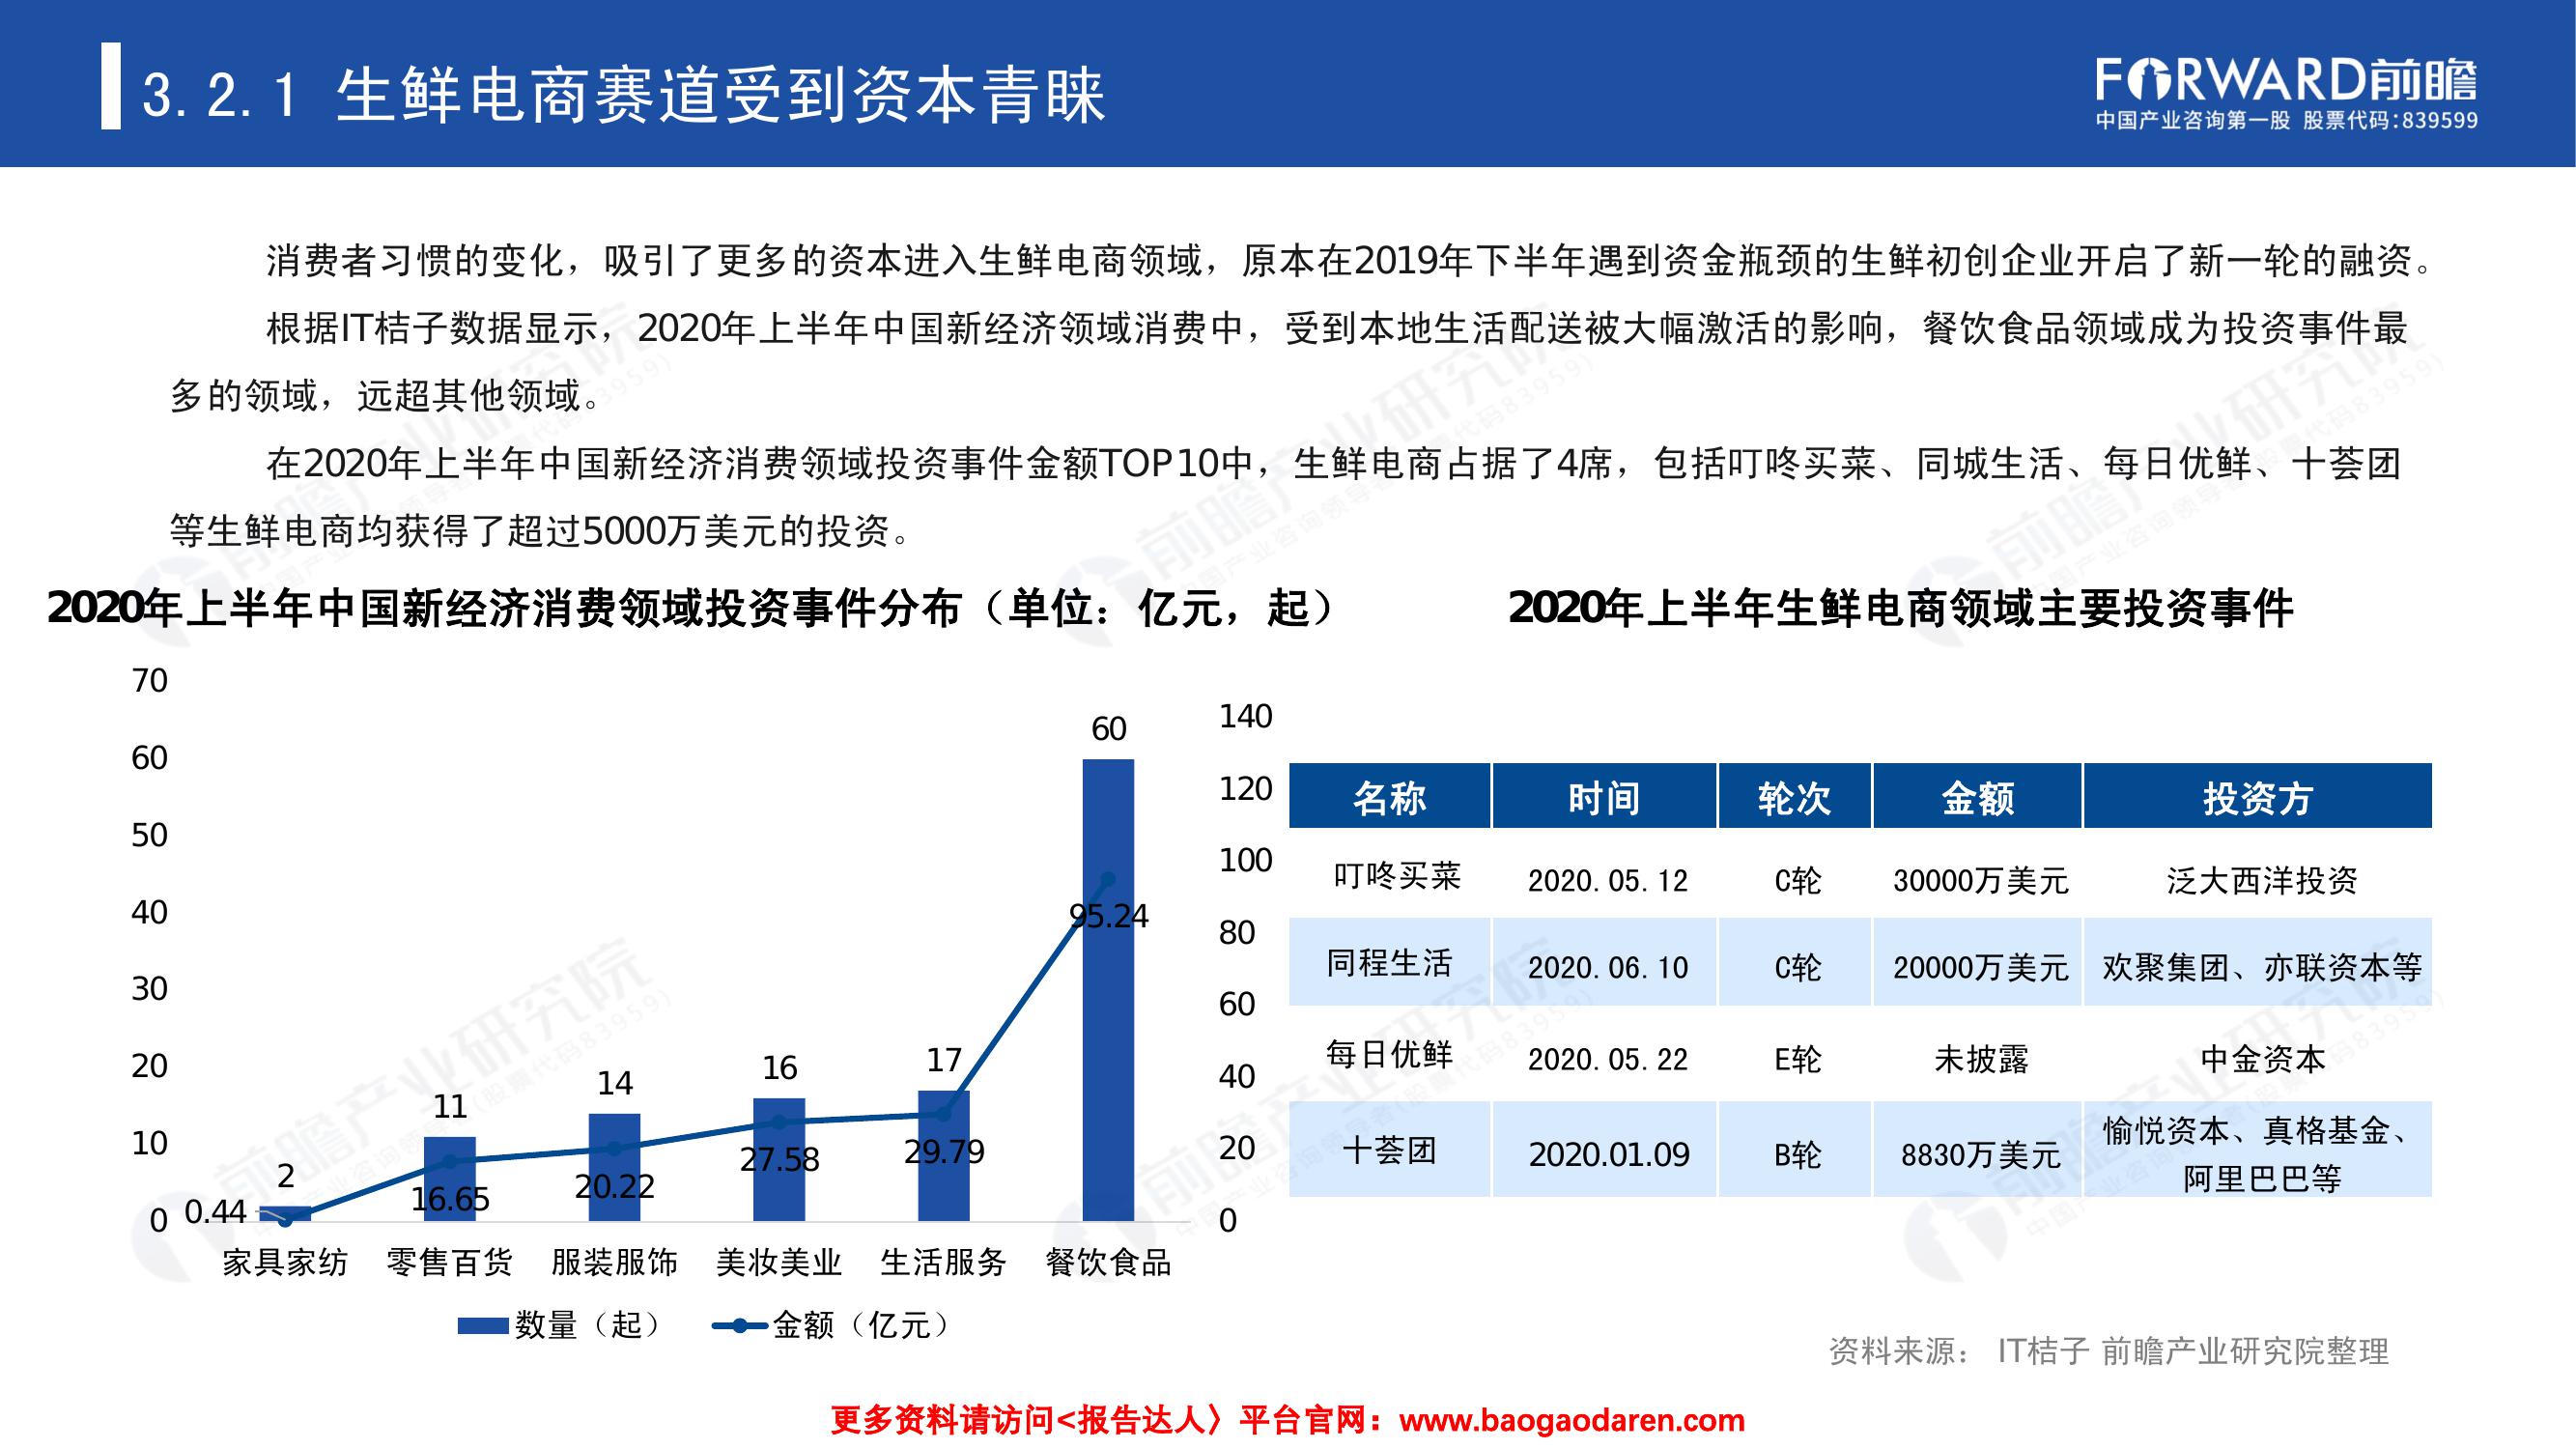 3.2.1 生鲜电商赛道受到资本青睐
FORWARD前瞻
中国产业咨询第一股 股票代码:839599
消费者习惯的变化，吸引了更多的资本进入生鲜电商领域，原本在2019年下半年遇到资金瓶颈的生鲜初创企业开启了新一轮的融资。
根据IT桔子数据显示，2020年上半年中国新经济领域消费中，受到本地生活配送被大幅激活的影响，餐饮食品领域成为投资事件最
多的领域，远超其他领域。
在2020年上半年中国新经济消费领域投资事件金额TOP10中，生鲜电商占据了4席，包括叮咚买菜、同城生活、每日优鲜、十荟团
等生鲜电商均获得了超过5000万美元的投资。
2020年上半年中国新经济消费领域投资事件分布（单位：亿元，起）
70
60
50
40
30
20
10
0
140
120
100
80
60
40
20
0
2
11
14
16
17
60
0.44
16.65
20.22
27.58
29.79
95.24
家具家纺 零售百货 服装服饰 美妆美业 生活服务 餐饮食品
数量（起） 金额（亿元）
2020年上半年生鲜电商领域主要投资事件
名称 时间 轮次 金额 投资方
叮咚买菜 2020.05.12 C轮 30000万美元 泛大西洋投资
同程生活 2020.06.10 C轮 20000万美元 欢聚集团、亦联资本等
每日优鲜 2020.05.22 E轮 未披露 中金资本
十荟团 2020.01.09 B轮 8830万美元 愉悦资本、真格基金、
阿里巴巴等
资料来源： IT桔子 前瞻产业研究院整理
更多资料请访问<报告达人〉平台官网：www.baogaodaren.com